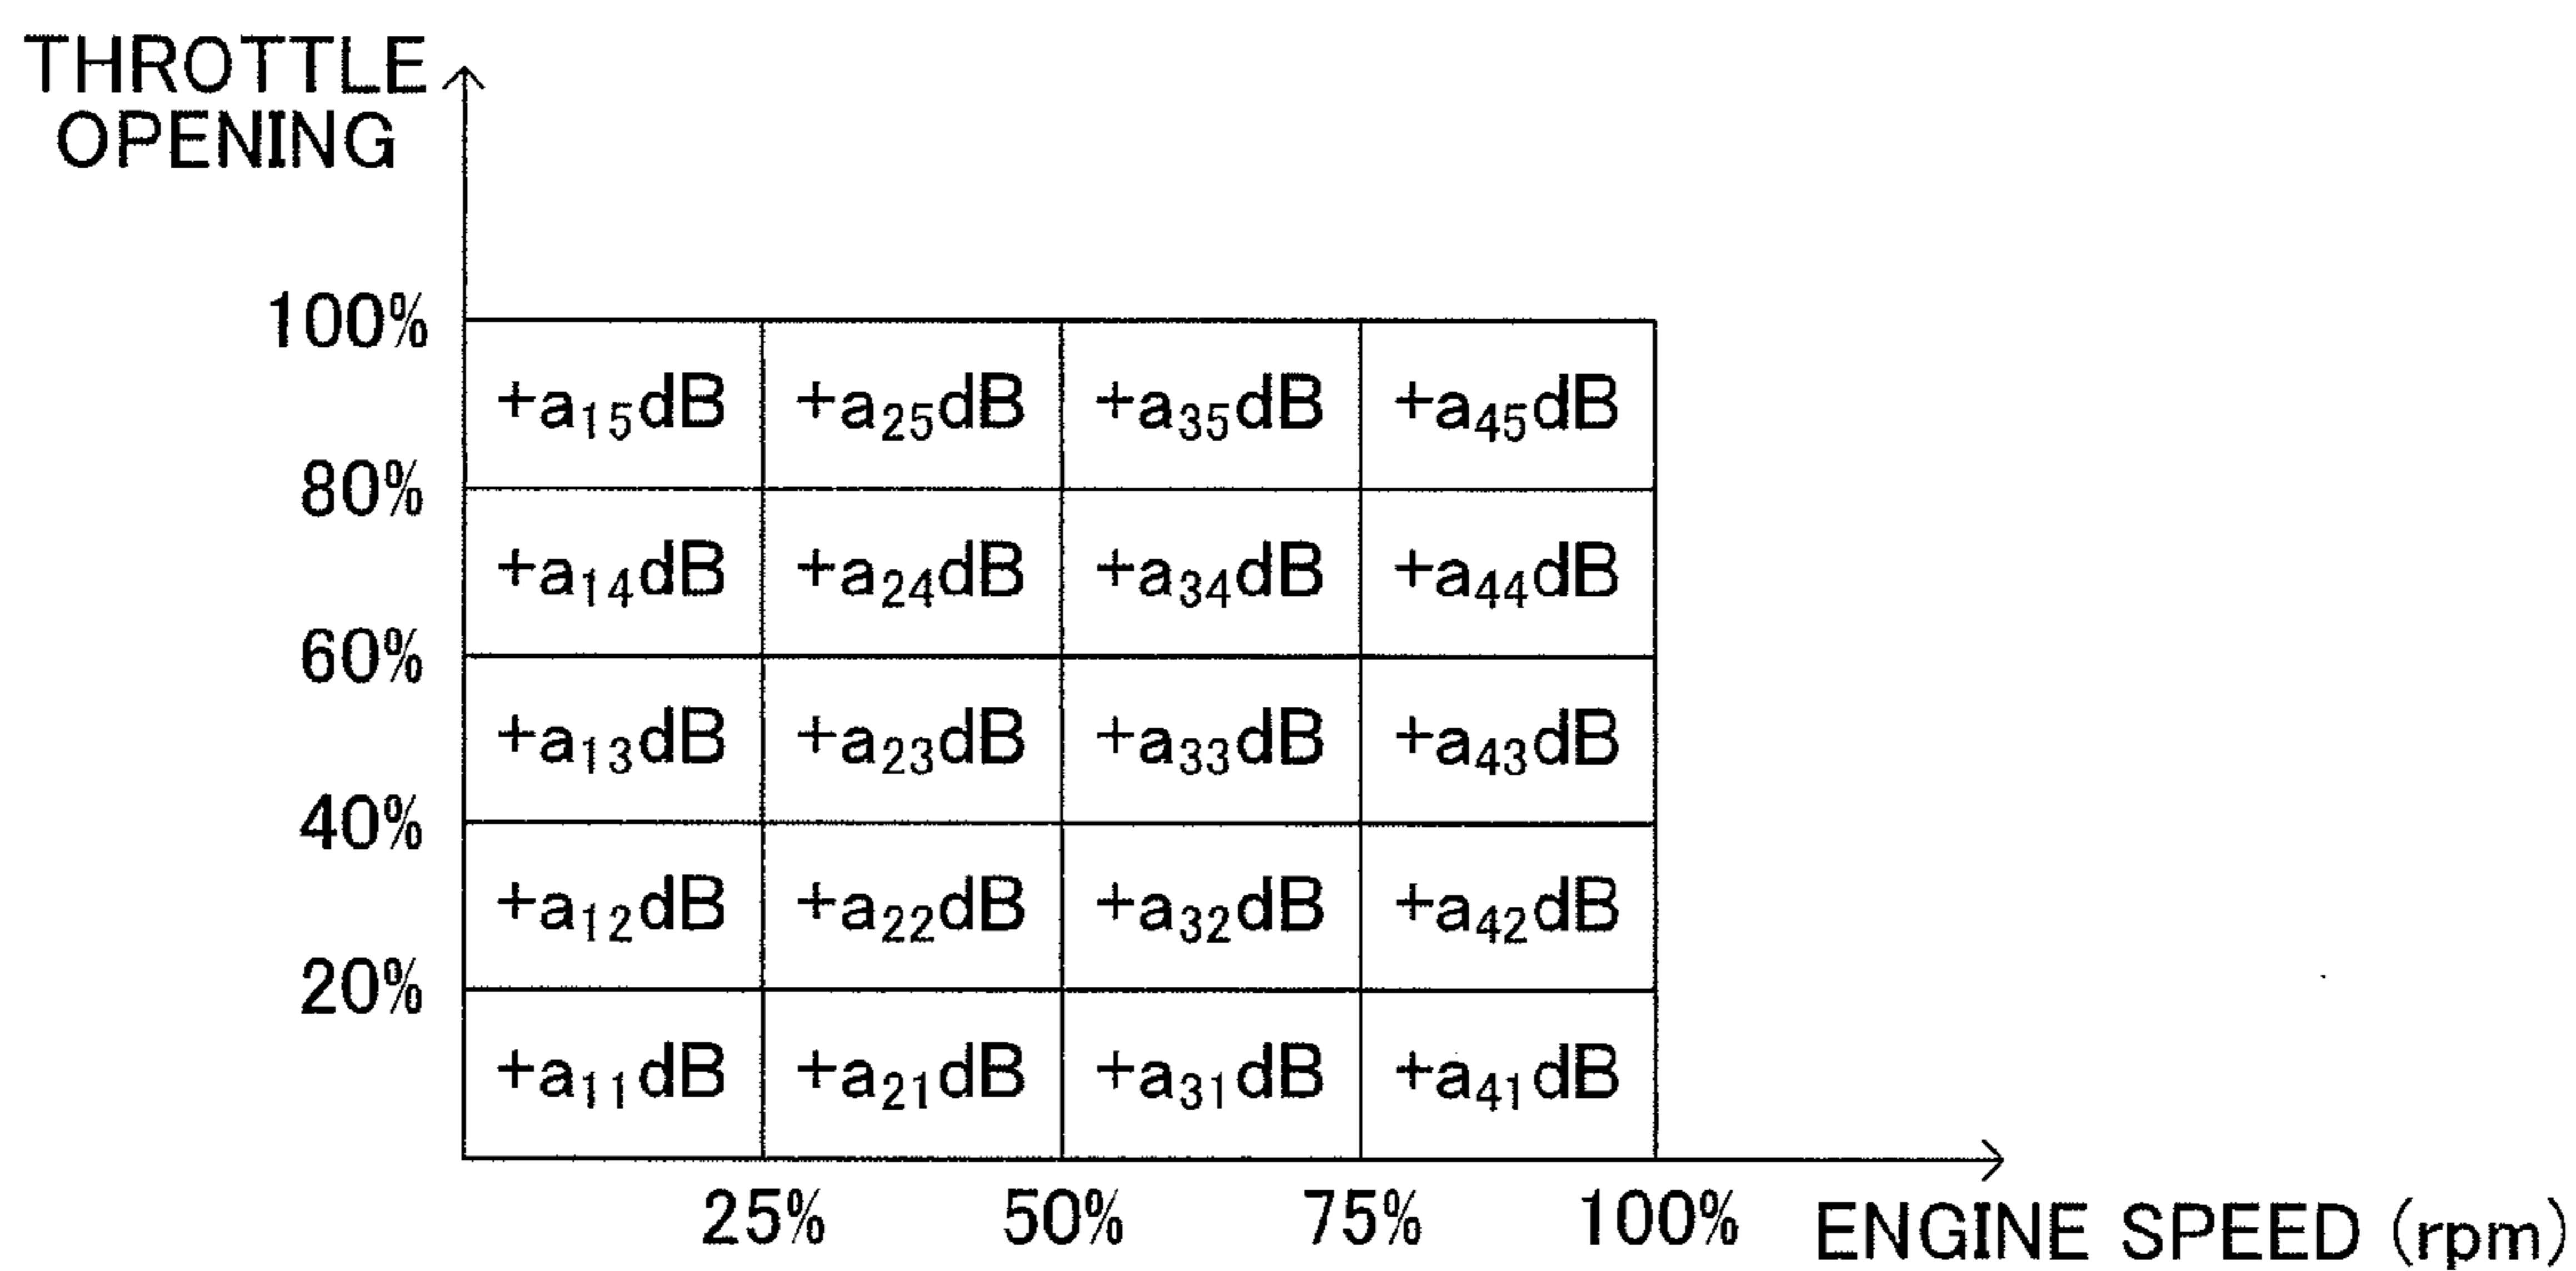 THROTTLE
OPENING
100%
+a₁₅dB +a₂₅dB +a₃₅dB +a₄₅dB
80%
+a₁₄dB +a₂₄dB +a₃₄dB +a₄₄dB
60%
+a₁₃dB +a₂₃dB +a₃₃dB +a₄₃dB
40%
+a₁₂dB +a₂₂dB +a₃₂dB +a₄₂dB
20%
+a₁₁dB +a₂₁dB +a₃₁dB +a₄₁dB
25% 50% 75% 100% ENGINE SPEED (rpm)